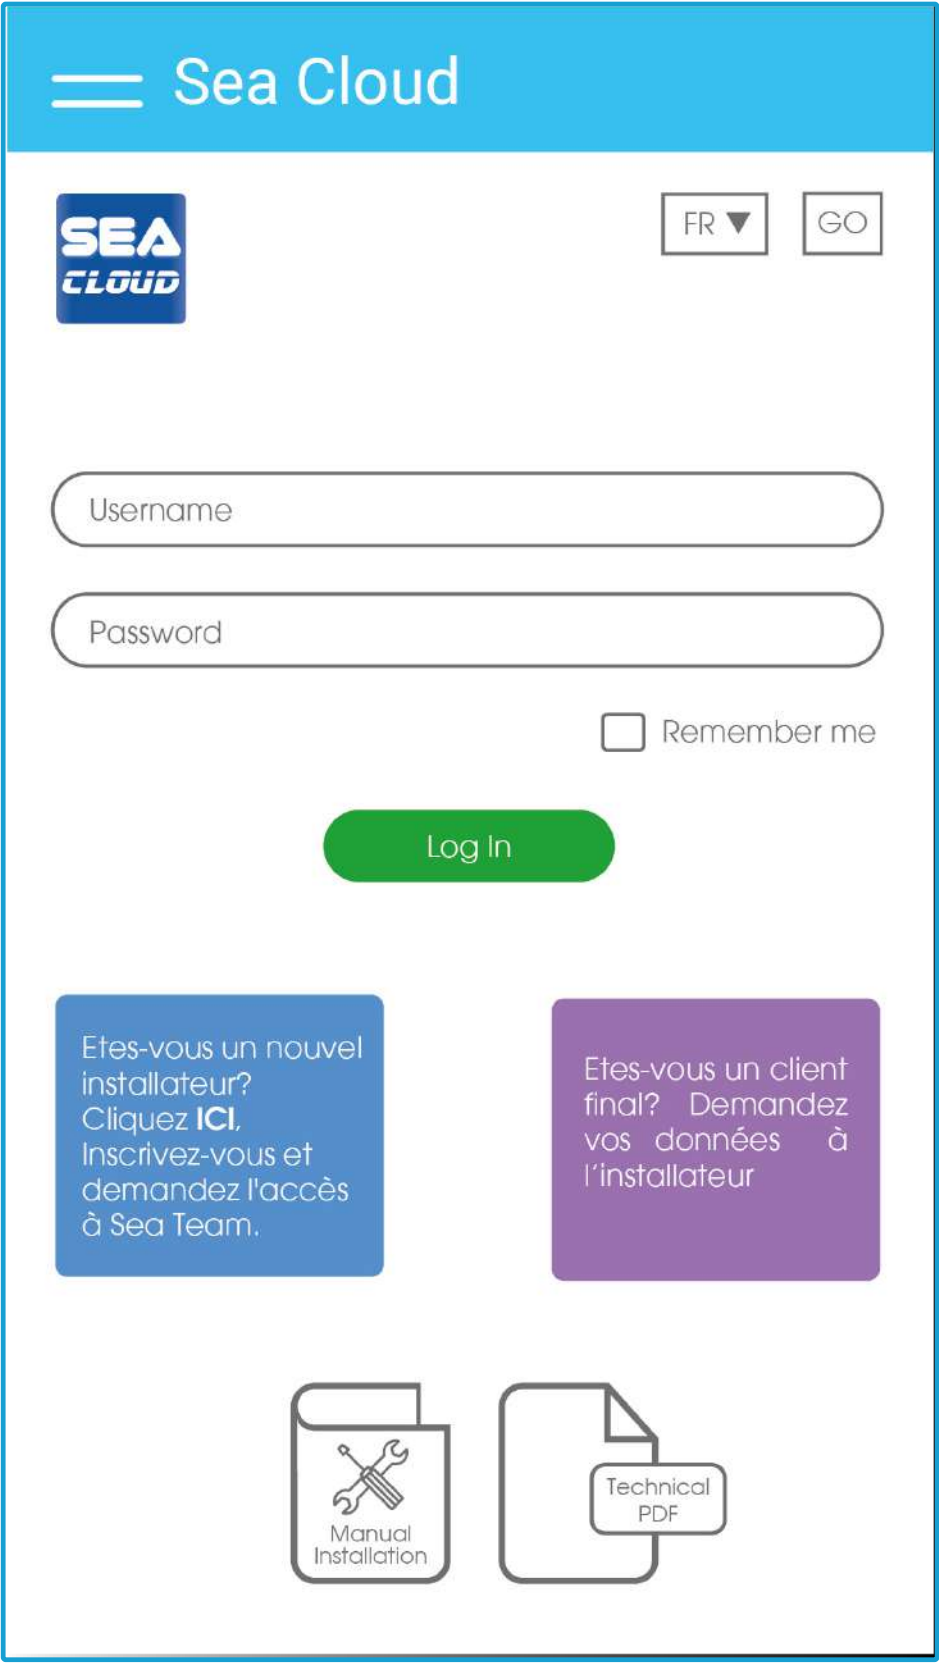 Sea Cloud
SEA
CLOUD
FR ▼
GO
Username
Password
Remember me
Log In
Etes-vous un nouvel
installateur?
Cliquez ICI,
Inscrivez-vous et
demandez l'accès
à Sea Team.
Etes-vous un client
final? Demandez
vos données à
l'installateur
Manual
Installation
Technical
PDF